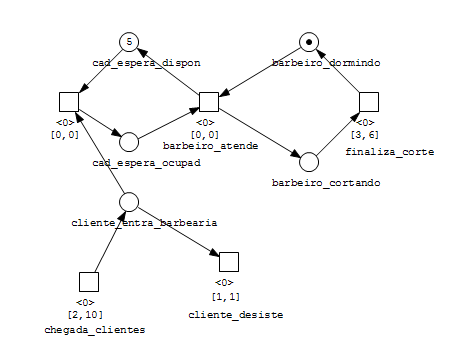 5
cad_espera_dispon
barbeiro_dormindo
<0>
[0,0]
<0>
[0,0]
<0>
[3,6]
barbeiro_atende
finaliza_corte
cad_espera_ocupad
barbeiro_cortando
cliente_entra_barbearia
<0>
[1,1]
cliente_desiste
<0>
[2,10]
chegada_clientes